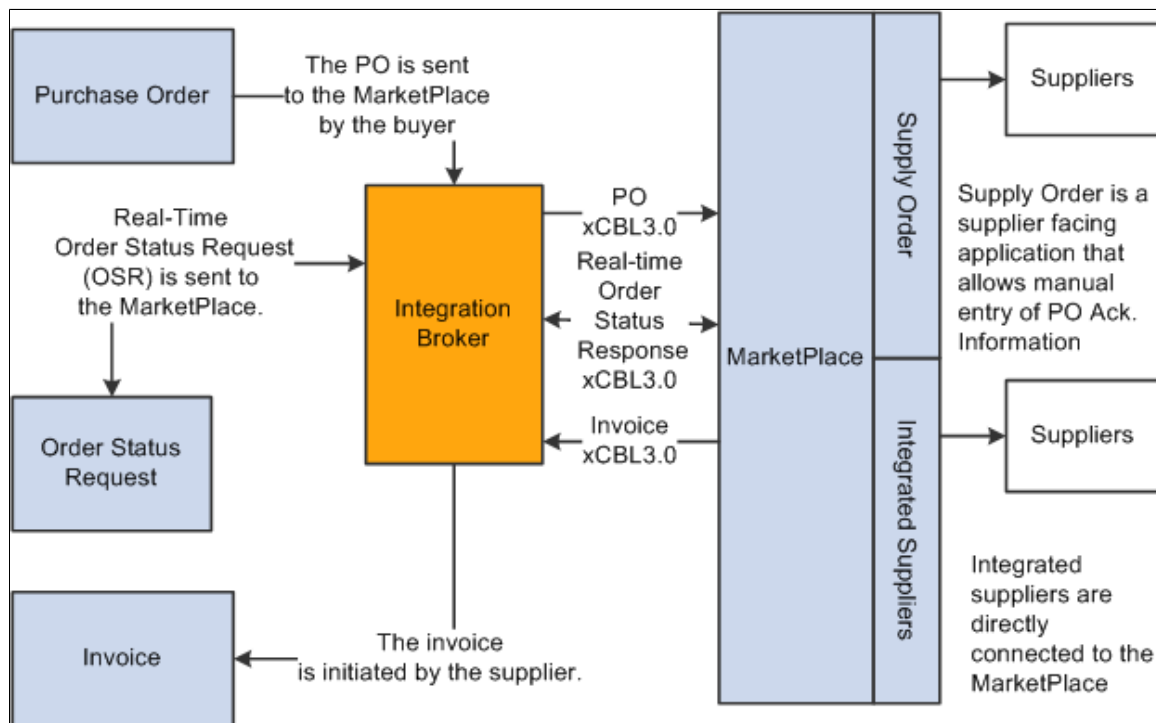 Purchase Order
The PO is sent
to the MarketPlace
by the buyer
Real-Time
Order Status Request
(OSR) is sent to
the MarketPlace.
Order Status
Request
Invoice
The invoice
is initiated by the supplier.
Integration
Broker
PO
xCBL3.0
Real-time
Order
Status
Response
xCBL3.0
Invoice
xCBL3.0
MarketPlace
Supply Order
Integrated Suppliers
Suppliers
Supply Order is a
supplier facing
application that
allows manual
entry of PO Ack.
Information
Suppliers
Integrated
suppliers are
directly
connected to the
MarketPlace